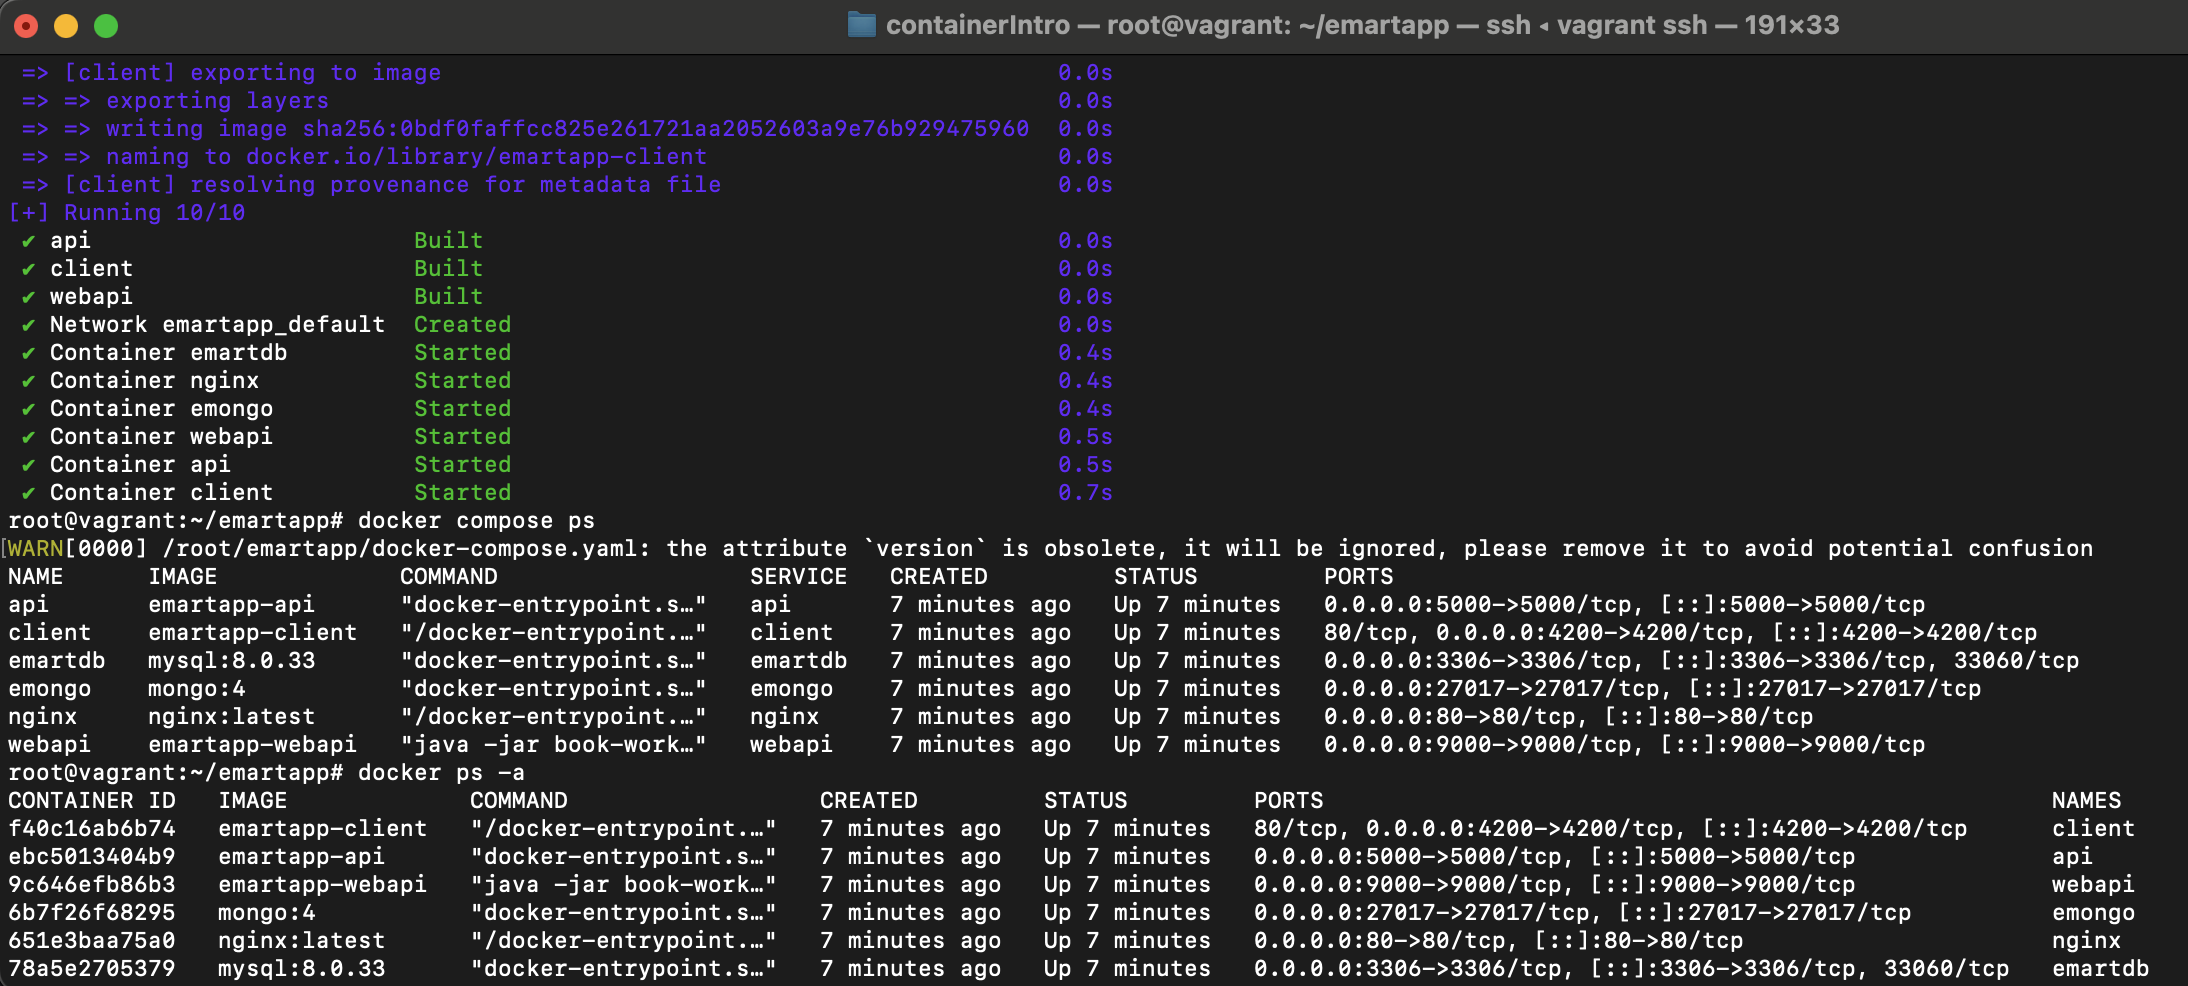 containerIntro — root@vagrant: ~/emartapp — ssh ◂ vagrant ssh — 191×33
=> [client] exporting to image 0.0s
=> => exporting layers 0.0s
=> => writing image sha256:0bdf0faffcc825e261721aa2052603a9e76b929475960 0.0s
=> => naming to docker.io/library/emartapp-client 0.0s
=> [client] resolving provenance for metadata file 0.0s
[+] Running 10/10
✔ api Built 0.0s
✔ client Built 0.0s
✔ webapi Built 0.0s
✔ Network emartapp_default Created 0.0s
✔ Container emartdb Started 0.4s
✔ Container nginx Started 0.4s
✔ Container emongo Started 0.4s
✔ Container webapi Started 0.5s
✔ Container api Started 0.5s
✔ Container client Started 0.7s
root@vagrant:~/emartapp# docker compose ps
WARN[0000] /root/emartapp/docker-compose.yaml: the attribute `version` is obsolete, it will be ignored, please remove it to avoid potential confusion
NAME IMAGE COMMAND SERVICE CREATED STATUS PORTS
api emartapp-api "docker-entrypoint.s…" api 7 minutes ago Up 7 minutes 0.0.0.0:5000->5000/tcp, [::]:5000->5000/tcp
client emartapp-client "/docker-entrypoint.…" client 7 minutes ago Up 7 minutes 80/tcp, 0.0.0.0:4200->4200/tcp, [::]:4200->4200/tcp
emartdb mysql:8.0.33 "docker-entrypoint.s…" emartdb 7 minutes ago Up 7 minutes 0.0.0.0:3306->3306/tcp, [::]:3306->3306/tcp, 33060/tcp
emongo mongo:4 "docker-entrypoint.s…" emongo 7 minutes ago Up 7 minutes 0.0.0.0:27017->27017/tcp, [::]:27017->27017/tcp
nginx nginx:latest "/docker-entrypoint.…" nginx 7 minutes ago Up 7 minutes 0.0.0.0:80->80/tcp, [::]:80->80/tcp
webapi emartapp-webapi "java -jar book-work…" webapi 7 minutes ago Up 7 minutes 0.0.0.0:9000->9000/tcp, [::]:9000->9000/tcp
root@vagrant:~/emartapp# docker ps -a
CONTAINER ID IMAGE COMMAND CREATED STATUS PORTS NAMES
f40c16ab6b74 emartapp-client "/docker-entrypoint.…" 7 minutes ago Up 7 minutes 80/tcp, 0.0.0.0:4200->4200/tcp, [::]:4200->4200/tcp client
ebc5013404b9 emartapp-api "docker-entrypoint.s…" 7 minutes ago Up 7 minutes 0.0.0.0:5000->5000/tcp, [::]:5000->5000/tcp api
9c646efb86b3 emartapp-webapi "java -jar book-work…" 7 minutes ago Up 7 minutes 0.0.0.0:9000->9000/tcp, [::]:9000->9000/tcp webapi
6b7f26f68295 mongo:4 "docker-entrypoint.s…" 7 minutes ago Up 7 minutes 0.0.0.0:27017->27017/tcp, [::]:27017->27017/tcp emongo
651e3baa75a0 nginx:latest "/docker-entrypoint.…" 7 minutes ago Up 7 minutes 0.0.0.0:80->80/tcp, [::]:80->80/tcp nginx
78a5e2705379 mysql:8.0.33 "docker-entrypoint.s…" 7 minutes ago Up 7 minutes 0.0.0.0:3306->3306/tcp, [::]:3306->3306/tcp, 33060/tcp emartdb